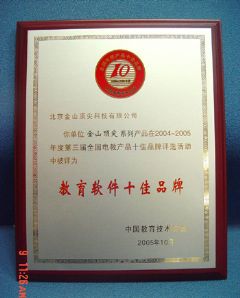 10
北京金山顶尖科技有限公司
你单位金山顶尖系列产品在2004~2005
年度第三届全国电教产品十佳品牌评选活动
中被评为
教育软件十佳品牌
中国教育技术
2005年10月